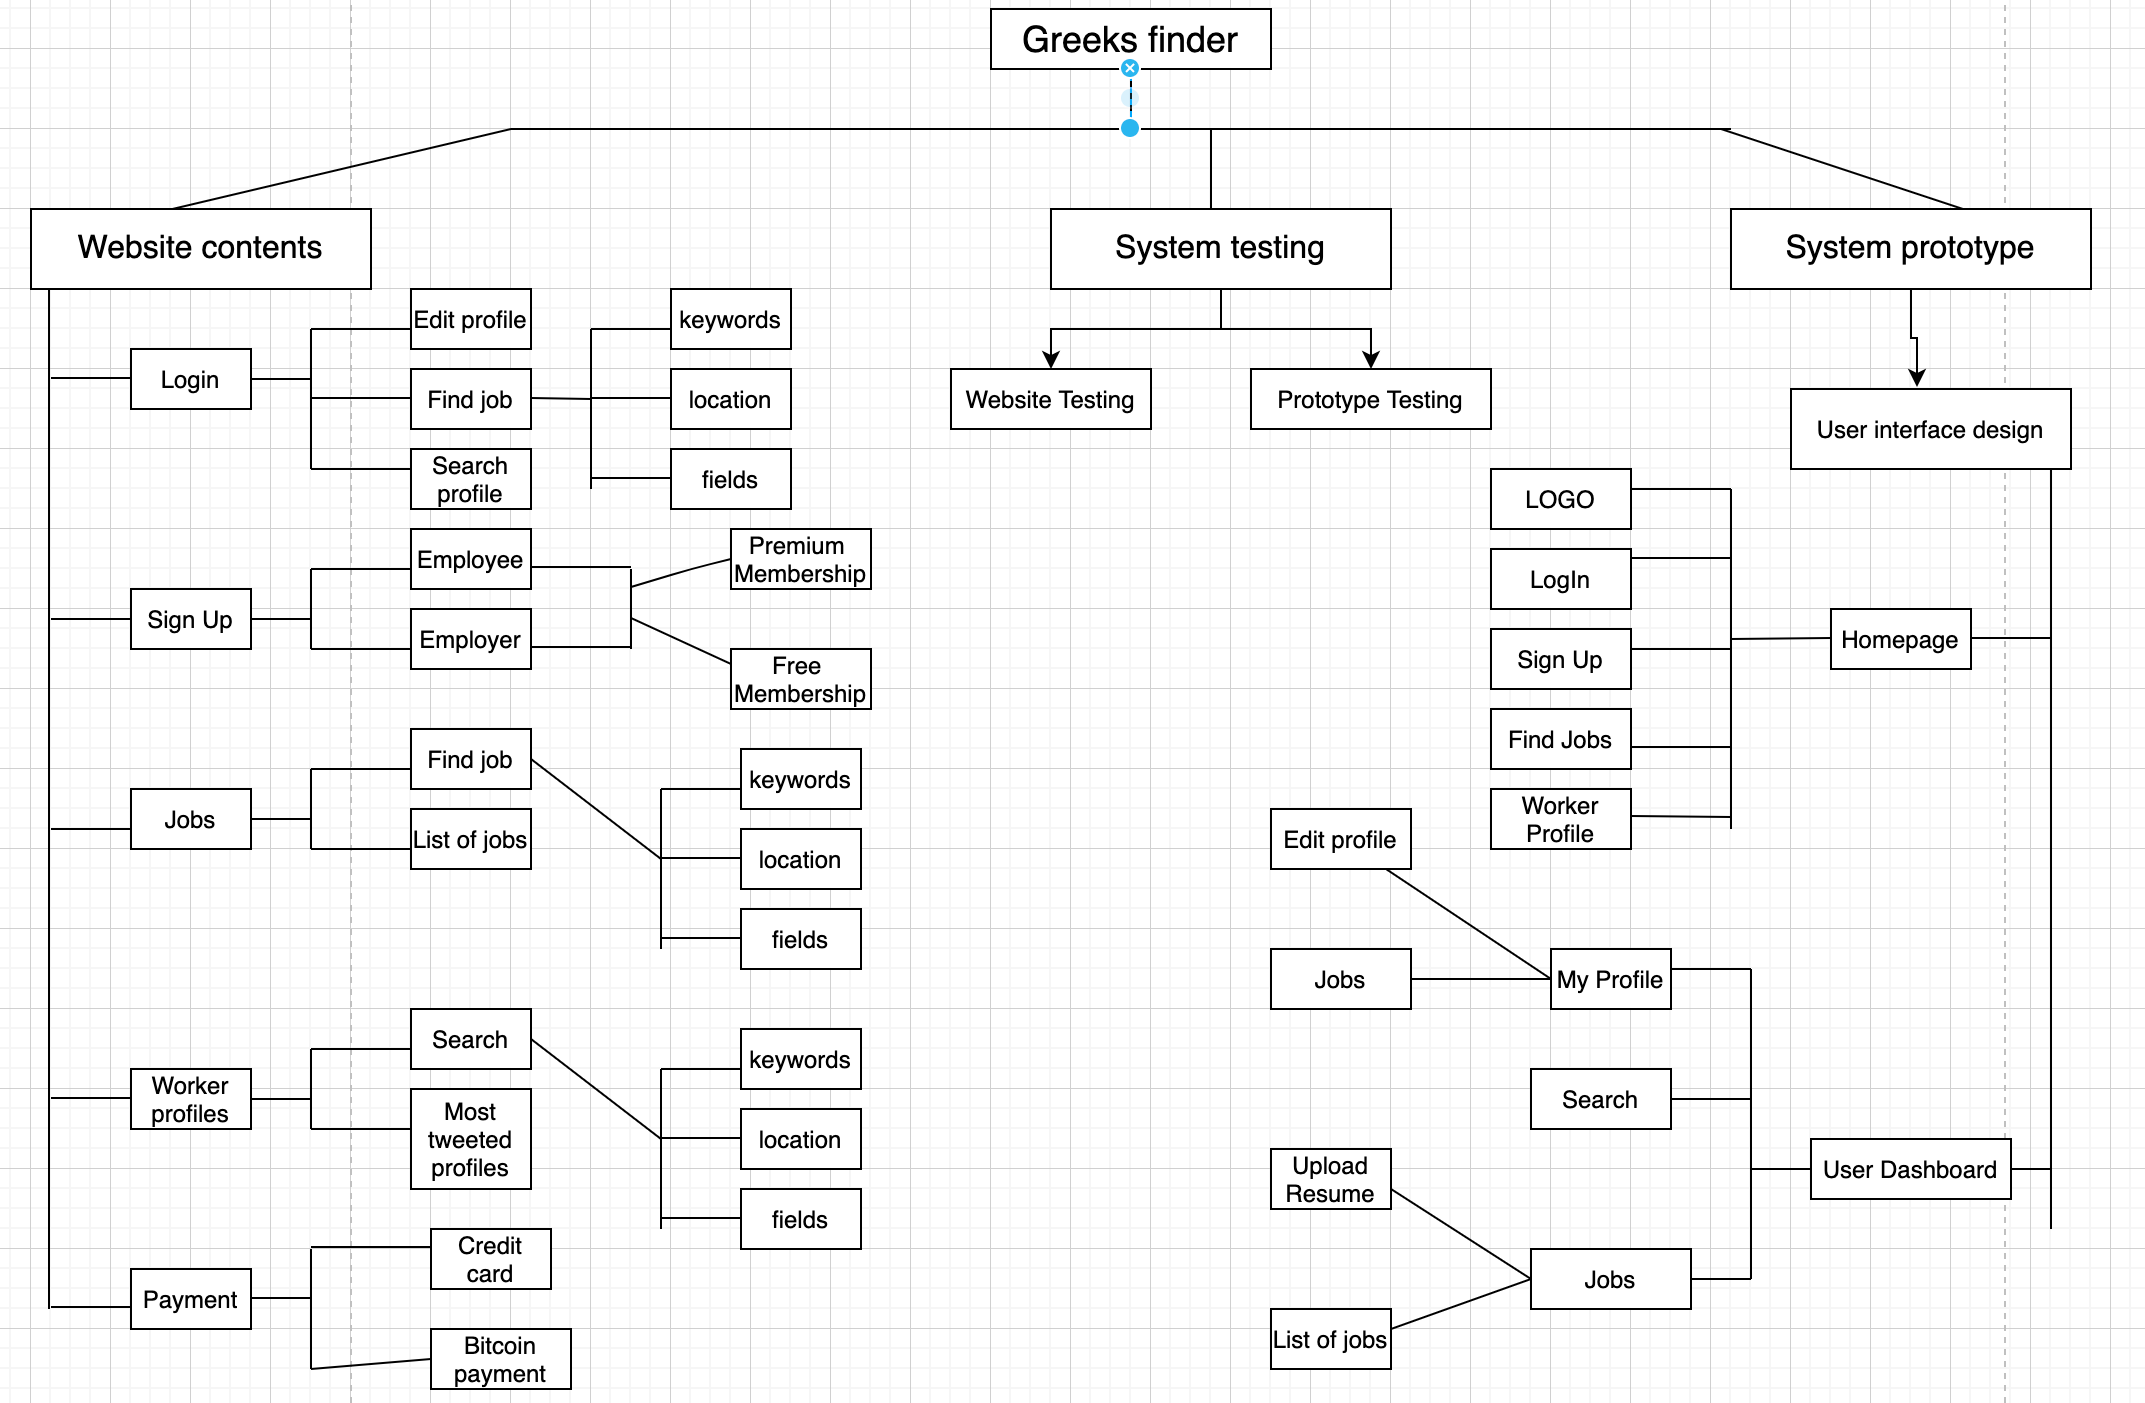 Greeks finder
Website contents
System testing
System prototype
Login
Edit profile
Find job
Search
profile
keywords
location
fields
Sign Up
Employee
Employer
Premium
Membership
Free
Membership
Jobs
Find job
List of jobs
keywords
location
fields
Worker
profiles
Search
Most
tweeted
profiles
keywords
location
fields
Payment
Credit
card
Bitcoin
payment
Website Testing
Prototype Testing
User interface design
Homepage
LOGO
LogIn
Sign Up
Find Jobs
Worker
Profile
User Dashboard
My Profile
Edit profile
Jobs
Search
Jobs
Upload
Resume
List of jobs